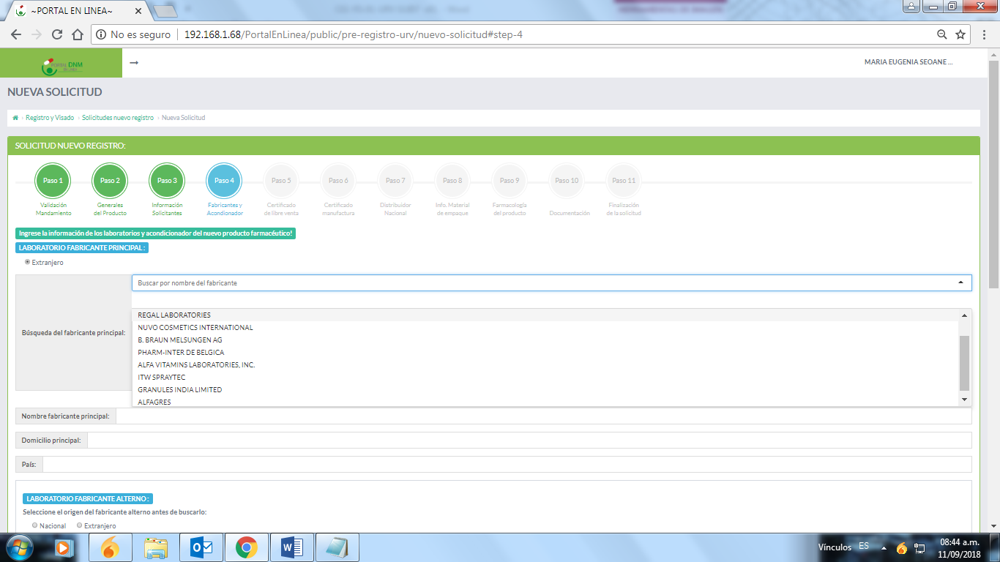 ~PORTAL EN LINEA~
No es seguro | 192.168.1.68/PortalEnLinea/public/pre-registro-urv/nuevo-solicitud#step-4
DNM
MARIA EUGENIA SEOANE ...
NUEVA SOLICITUD
Registro y Visado › Solicitudes nuevo registro › Nueva Solicitud
SOLICITUD NUEVO REGISTRO:
Paso 1 Paso 2 Paso 3 Paso 4 Paso 5 Paso 6 Paso 7 Paso 8 Paso 9 Paso 10 Paso 11
Validación Generales Información Fabricantes y Certificado Certificado Distribuidor Info. Material Farmacología Finalización
Mandamiento del Producto Solicitantes Acondicionador de libre venta manufactura Nacional de empaque del producto Documentación de la solicitud
Ingrese la información de los laboratorios y acondicionador del nuevo producto farmacéutico!
LABORATORIO FABRICANTE PRINCIPAL :
Extranjero
Buscar por nombre del fabricante
Búsqueda del fabricante principal:
REGAL LABORATORIES
NUVO COSMETICS INTERNATIONAL
B. BRAUN MELSUNGEN AG
PHARM-INTER DE BELGICA
ALFA VITAMINS LABORATORIES, INC.
ITW SPRAYTEC
GRANULES INDIA LIMITED
ALFAGRES
Nombre fabricante principal:
Domicilio principal:
País:
LABORATORIO FABRICANTE ALTERNO :
Seleccione el origen del fabricante alterno antes de buscarlo:
Nacional Extranjero
Vínculos ES 08:44 a.m.
11/09/2018